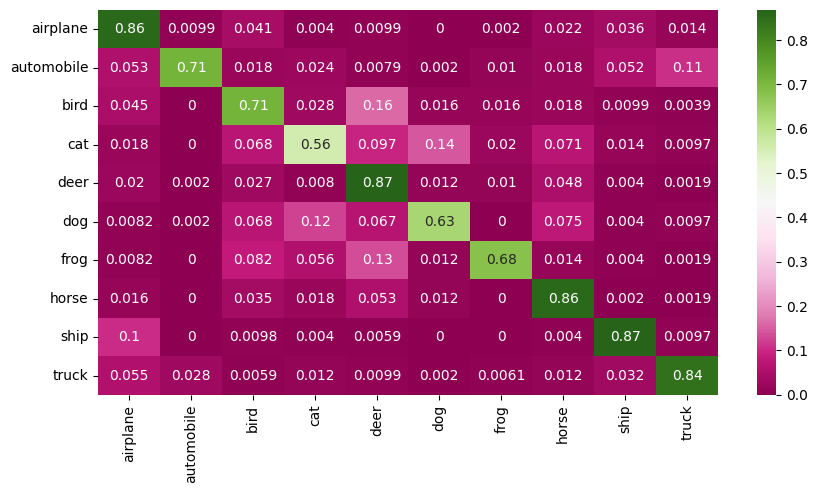 airplane 0.86 0.0099 0.041 0.004 0.0099 0 0.002 0.022 0.036 0.014
automobile 0.053 0.71 0.018 0.024 0.0079 0.002 0.01 0.018 0.052 0.11
bird 0.045 0 0.71 0.028 0.16 0.016 0.016 0.018 0.0099 0.0039
cat 0.018 0 0.068 0.56 0.097 0.14 0.02 0.071 0.014 0.0097
deer 0.02 0.002 0.027 0.008 0.87 0.012 0.01 0.048 0.004 0.0019
dog 0.0082 0.002 0.068 0.12 0.067 0.63 0 0.075 0.004 0.0097
frog 0.0082 0 0.082 0.056 0.13 0.012 0.68 0.014 0.004 0.0019
horse 0.016 0 0.035 0.018 0.053 0.012 0 0.86 0.002 0.0019
ship 0.1 0 0.0098 0.004 0.0059 0 0 0.004 0.87 0.0097
truck 0.055 0.028 0.0059 0.012 0.0099 0.002 0.0061 0.012 0.032 0.84
airplane automobile bird cat deer dog frog horse ship truck
0.8
0.7
0.6
0.5
0.4
0.3
0.2
0.1
0.0